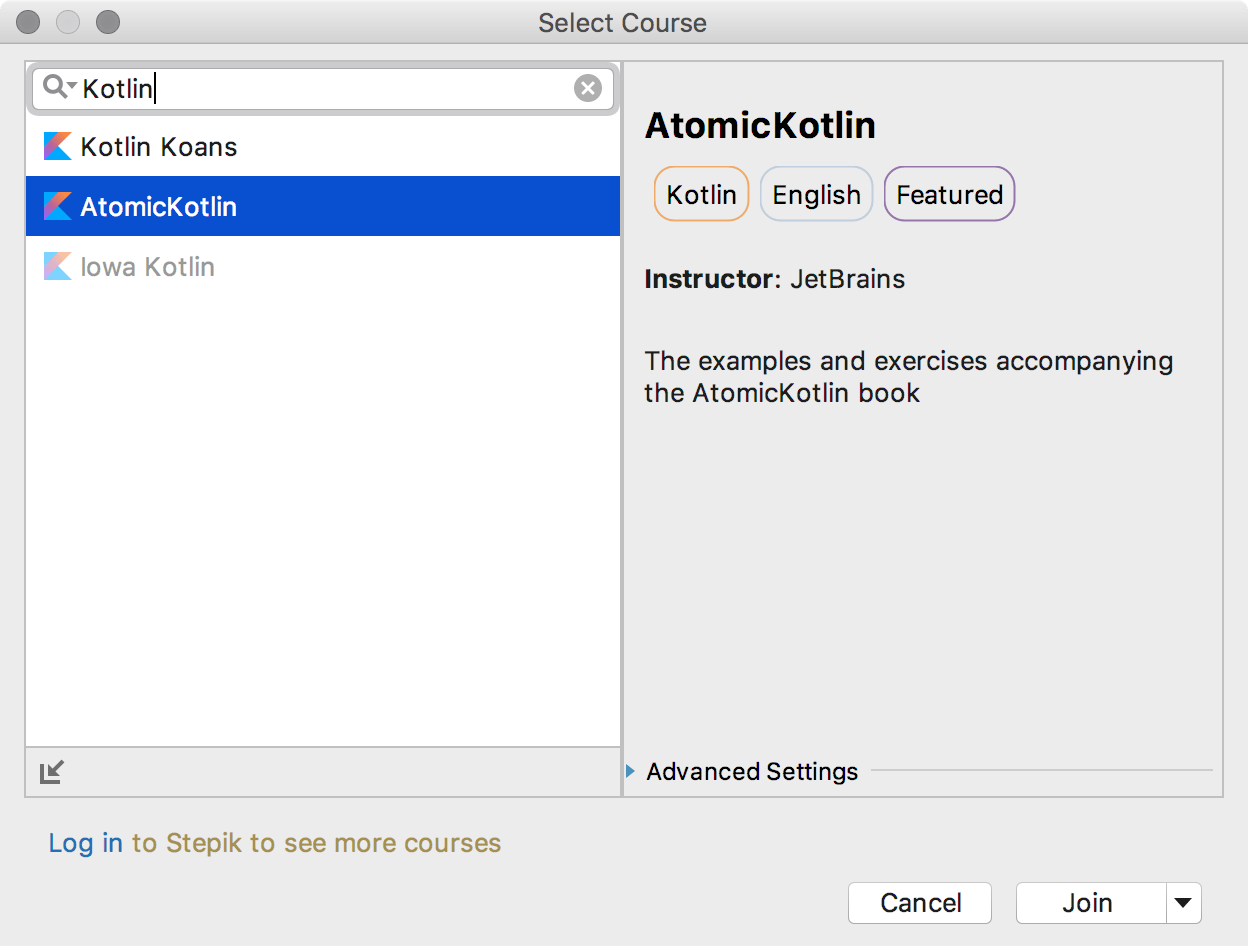 Select Course
Kotlin
Kotlin Koans
AtomicKotlin
Iowa Kotlin
AtomicKotlin
Kotlin English Featured
Instructor: JetBrains
The examples and exercises accompanying
the AtomicKotlin book
Advanced Settings
Log in to Stepik to see more courses
Cancel Join